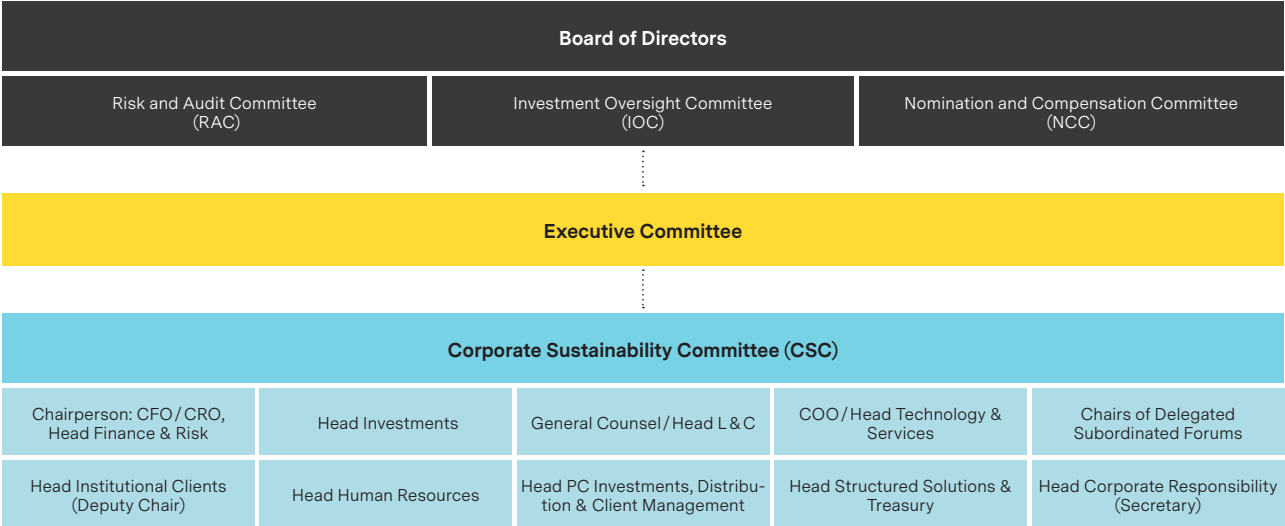 Board of Directors
Risk and Audit Committee
(RAC)
Investment Oversight Committee
(IOC)
Nomination and Compensation Committee
(NCC)
Executive Committee
Corporate Sustainability Committee (CSC)
Chairperson: CFO/CRO,
Head Finance & Risk
Head Investments
General Counsel/Head L&C
COO/Head Technology &
Services
Chairs of Delegated
Subordinated Forums
Head Institutional Clients
(Deputy Chair)
Head Human Resources
Head PC Investments, Distribu-
tion & Client Management
Head Structured Solutions &
Treasury
Head Corporate Responsibility
(Secretary)